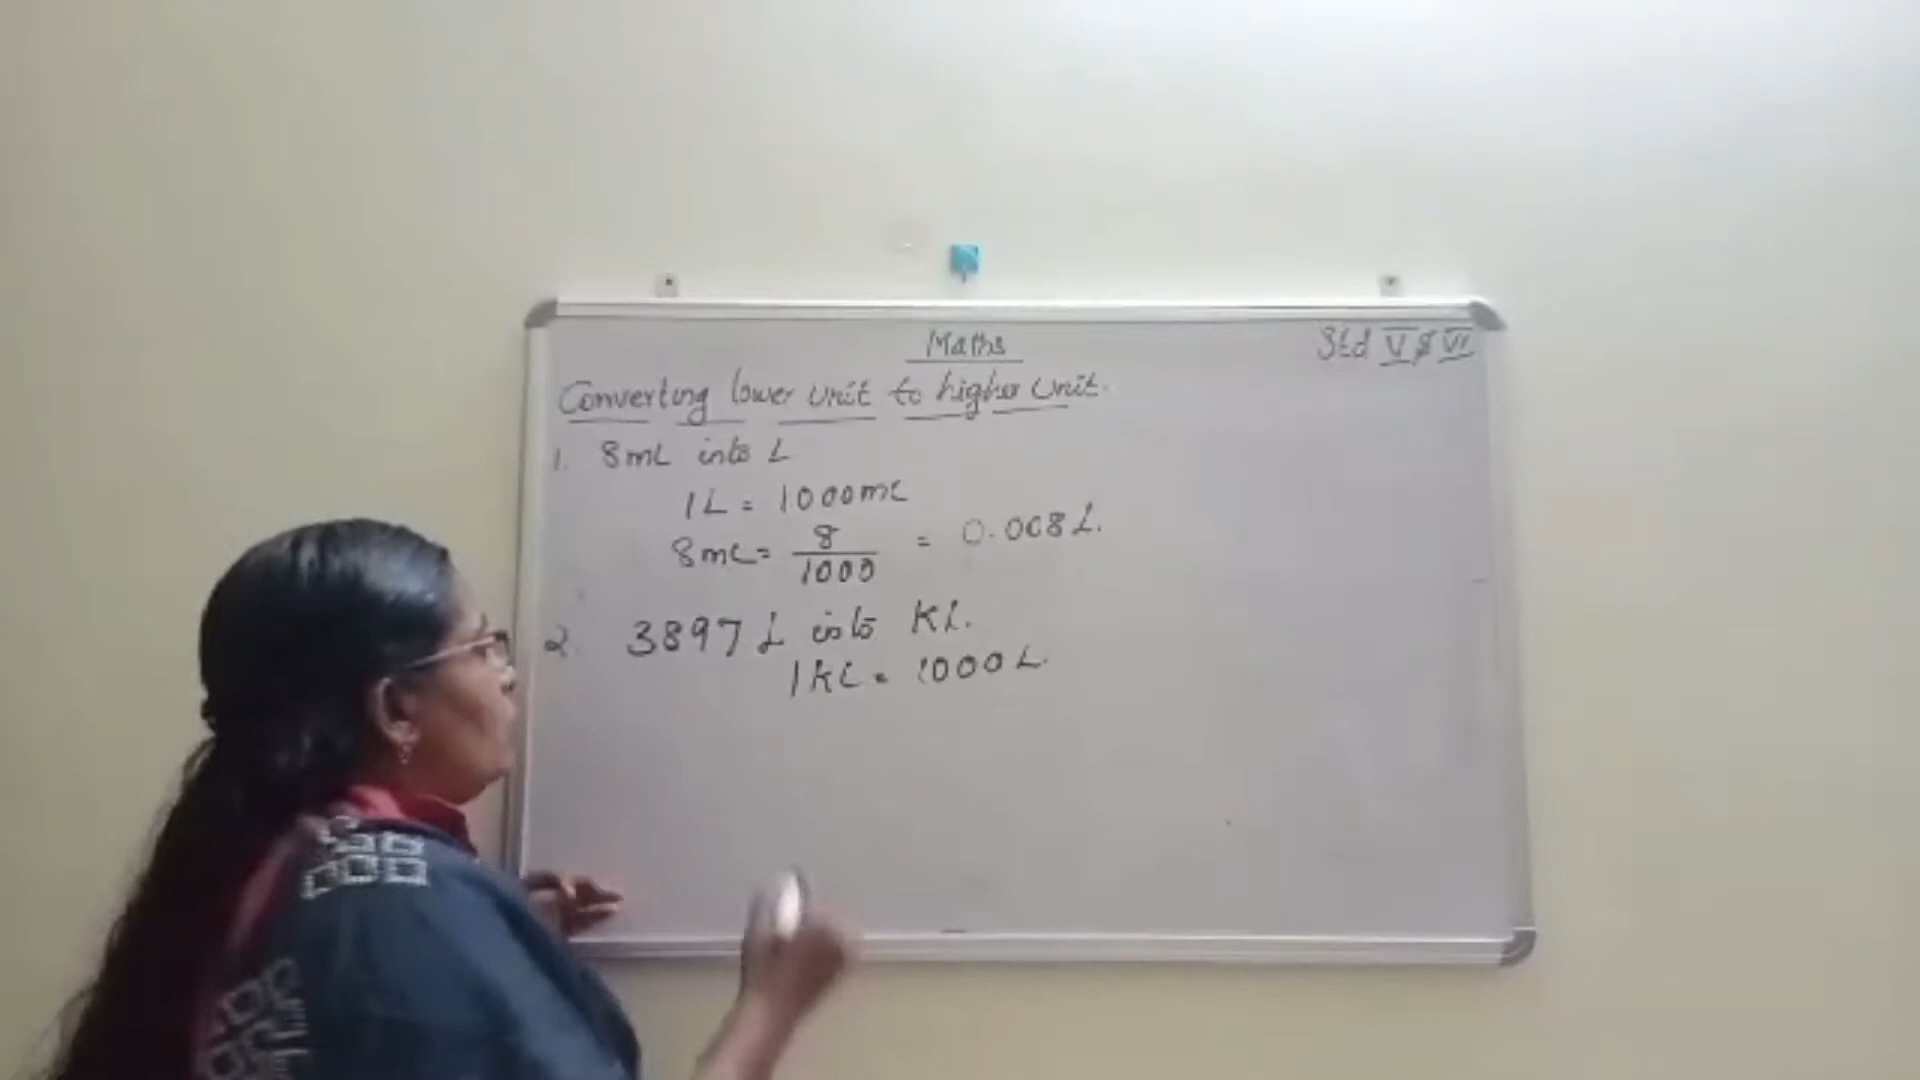 Maths
Std V & VI
Converting lower unit to higher unit.
1. 8mL into L
1L = 1000mL
8mL = 8/1000 = 0.008L.
2. 3897L into KL.
1KL = 1000L.